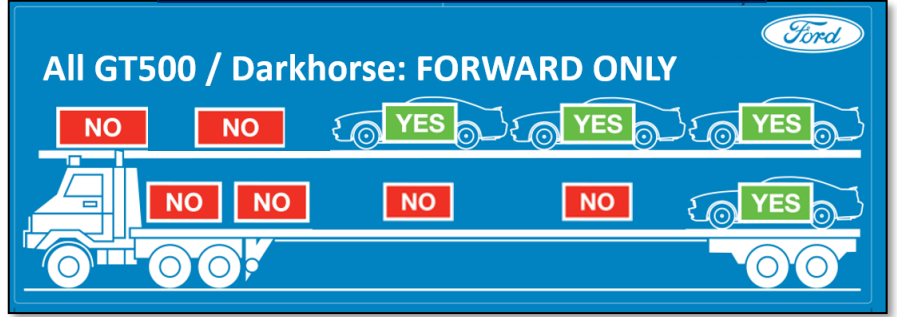 Ford
All GT500 / Darkhorse: FORWARD ONLY
NO NO YES YES YES
NO NO NO NO YES